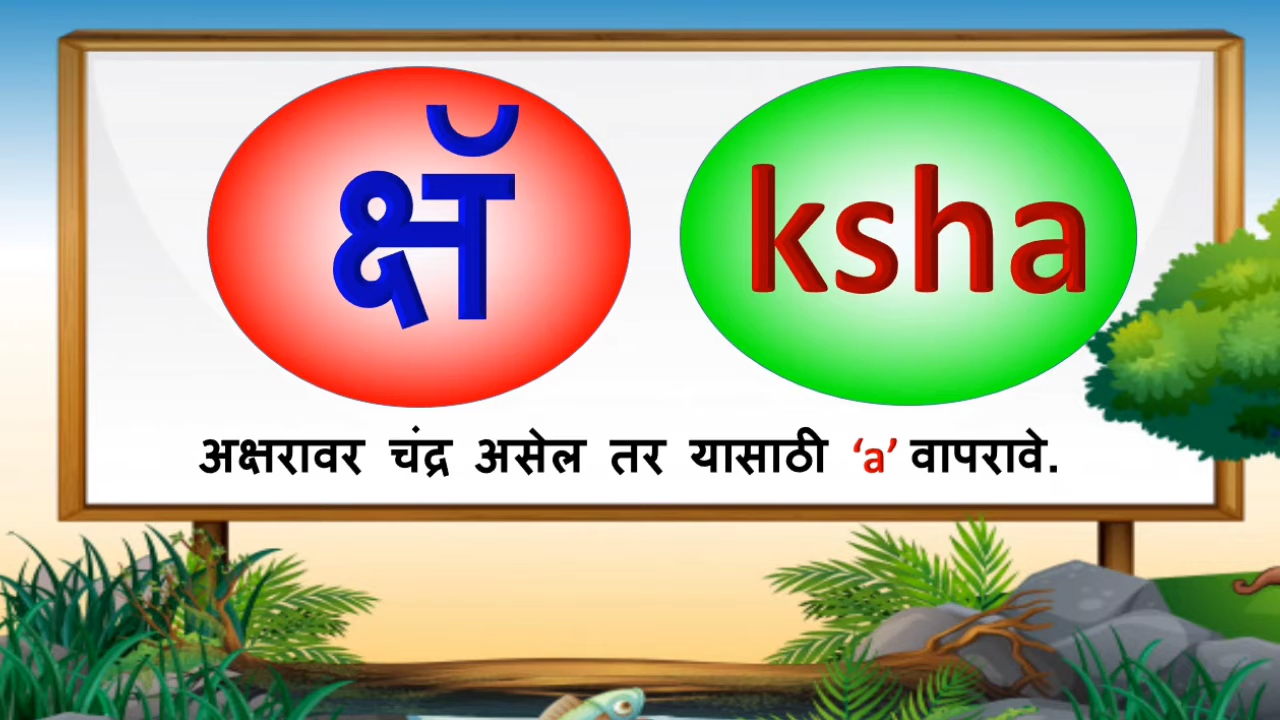 क्षॅ ksha
अक्षरावर चंद्र असेल तर यासाठी ‘a’ वापरावे.